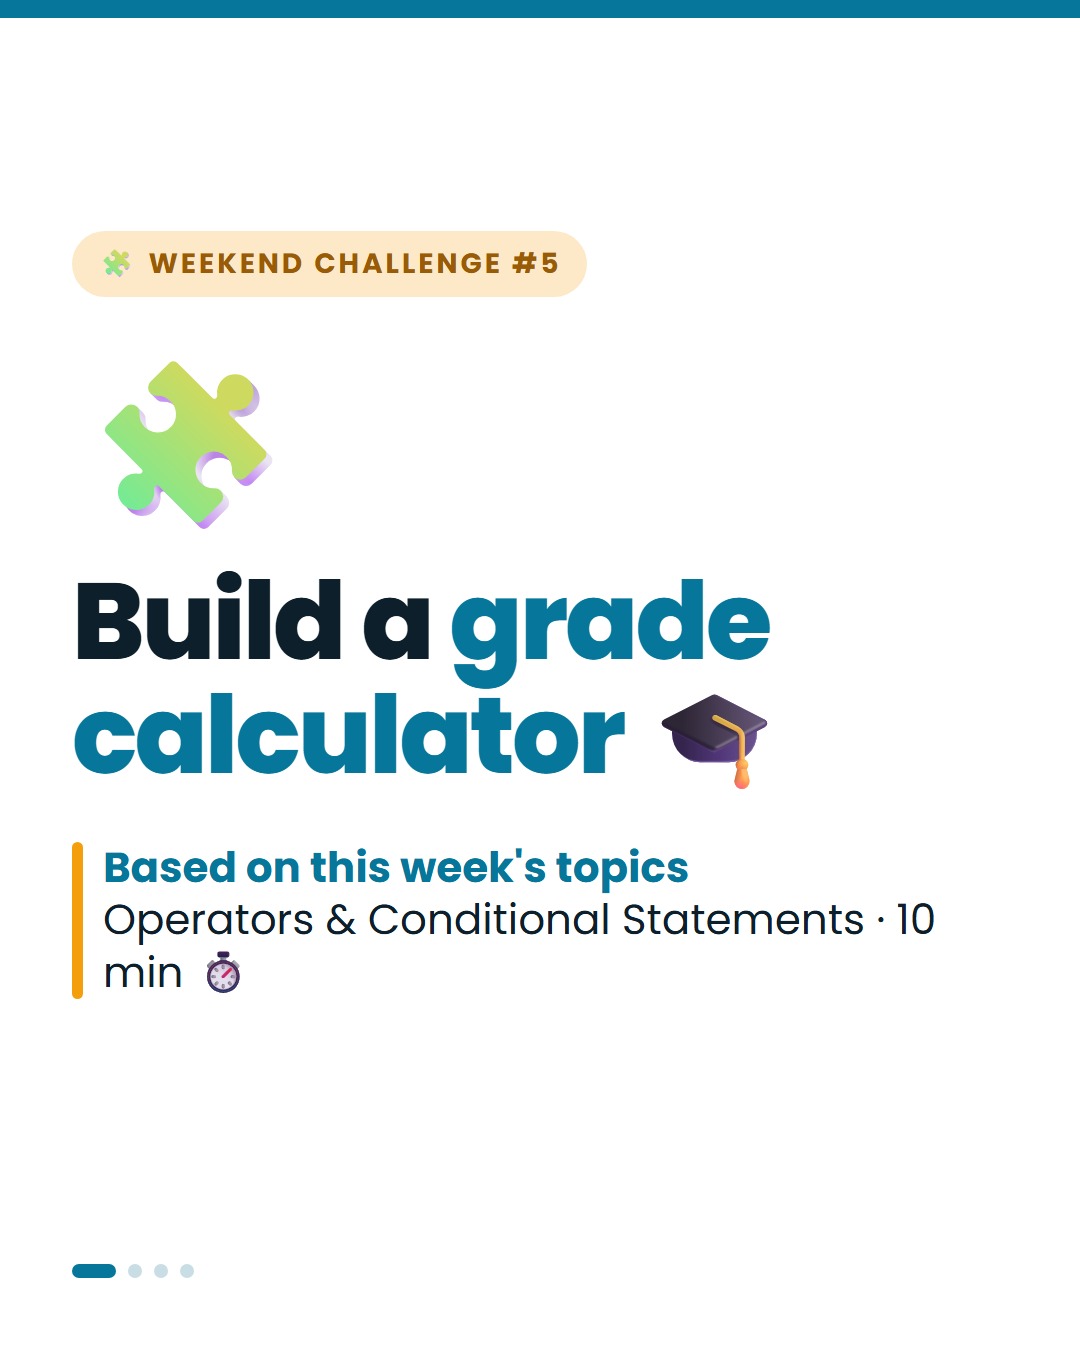 WEEKEND CHALLENGE #5
Build a grade
calculator
Based on this week's topics
Operators & Conditional Statements · 10
min